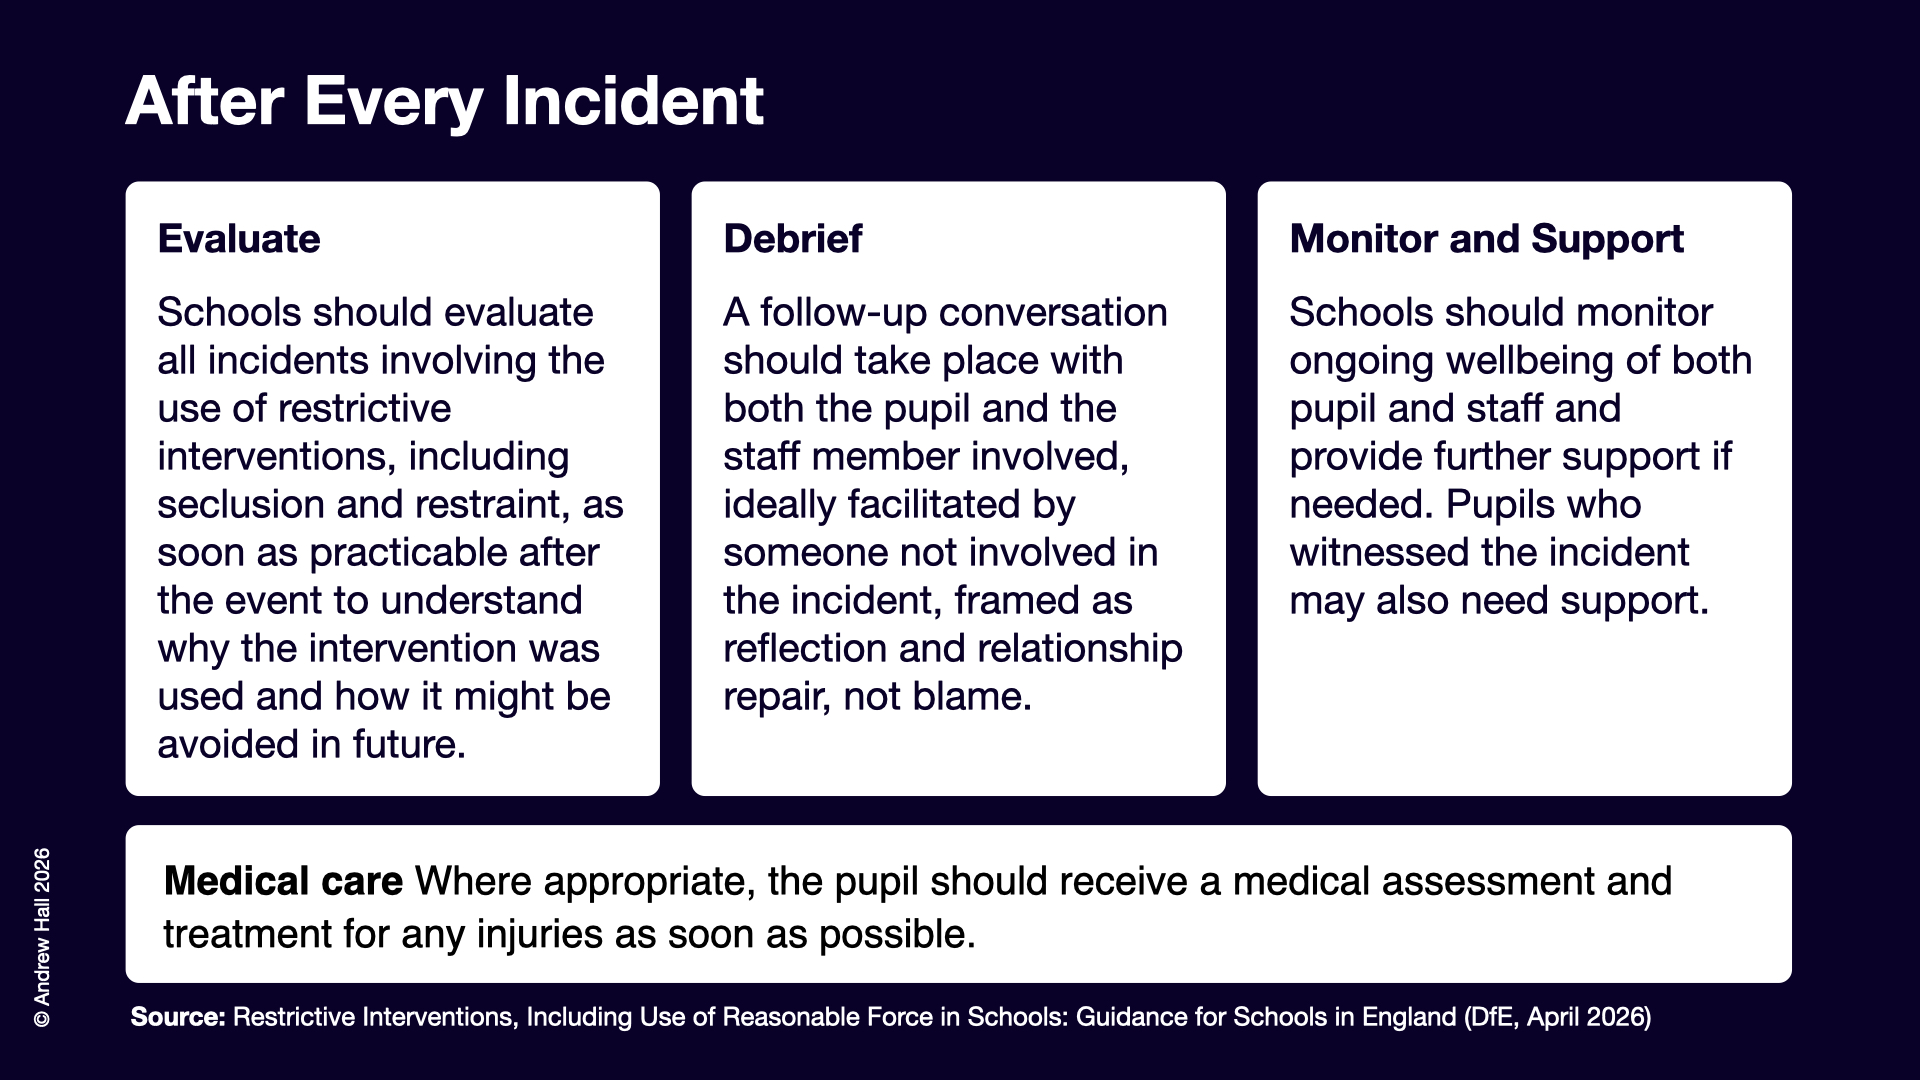 After Every Incident
Evaluate
Schools should evaluate
all incidents involving the
use of restrictive
interventions, including
seclusion and restraint, as
soon as practicable after
the event to understand
why the intervention was
used and how it might be
avoided in future.
Debrief
A follow-up conversation
should take place with
both the pupil and the
staff member involved,
ideally facilitated by
someone not involved in
the incident, framed as
reflection and relationship
repair, not blame.
Monitor and Support
Schools should monitor
ongoing wellbeing of both
pupil and staff and
provide further support if
needed. Pupils who
witnessed the incident
may also need support.
Medical care Where appropriate, the pupil should receive a medical assessment and
treatment for any injuries as soon as possible.
Source: Restrictive Interventions, Including Use of Reasonable Force in Schools: Guidance for Schools in England (DfE, April 2026)
© Andrew Hall 2026